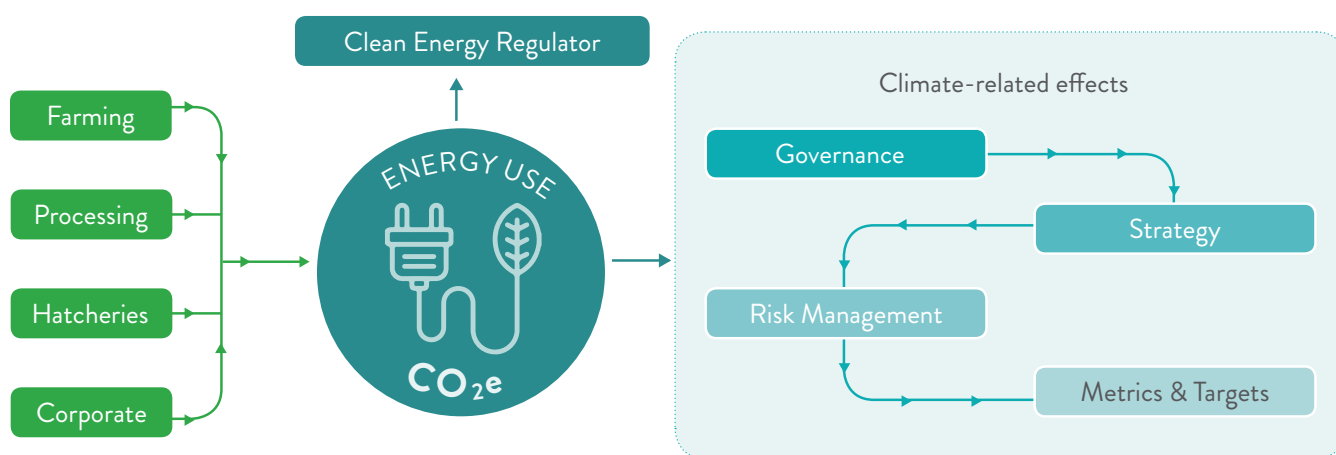 Clean Energy Regulator
Farming
Processing
Hatcheries
Corporate
ENERGY USE
CO₂e
Climate-related effects
Governance
Strategy
Risk Management
Metrics & Targets